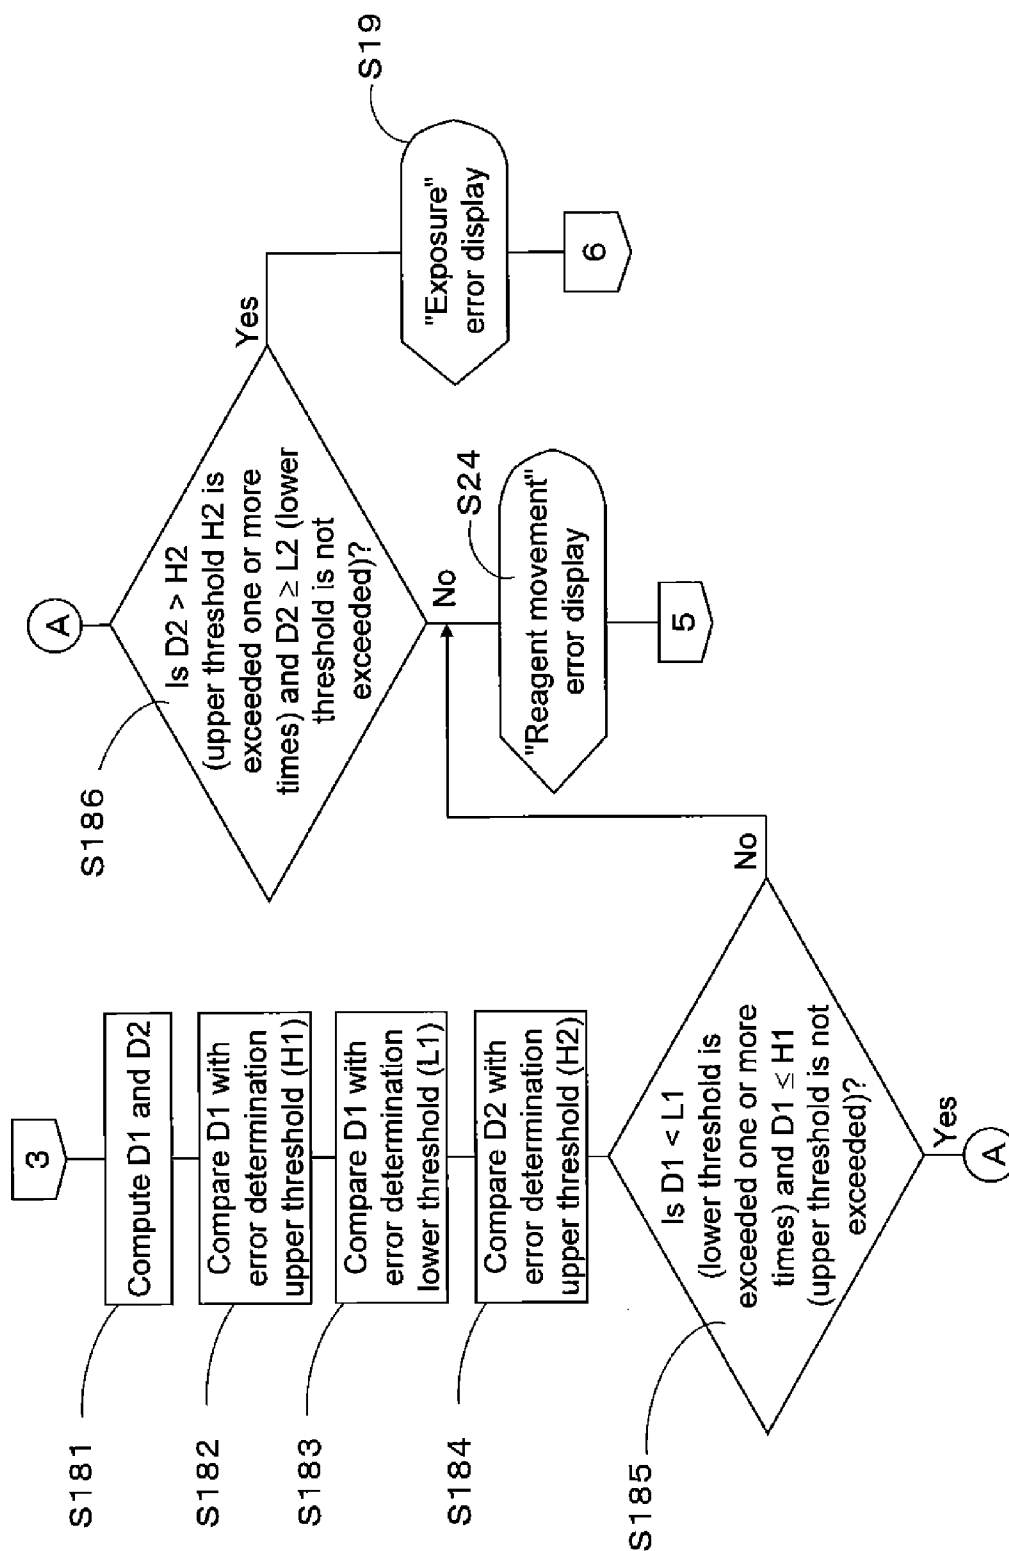 3
S181
Compute D1 and D2
S182
Compare D1 with
error determination
upper threshold (H1)
S183
Compare D1 with
error determination
lower threshold (L1)
S184
Compare D2 with
error determination
upper threshold (H2)
S185
Is D1 < L1
(lower threshold is
exceeded one or more
times) and D1 ≤ H1
(upper threshold is not
exceeded)?
No
Yes
A
A
S186
Is D2 > H2
(upper threshold H2 is
exceeded one or more
times) and D2 ≥ L2 (lower
threshold is not
exceeded)?
Yes
No
S24
"Reagent movement"
error display
5
S19
"Exposure"
error display
6